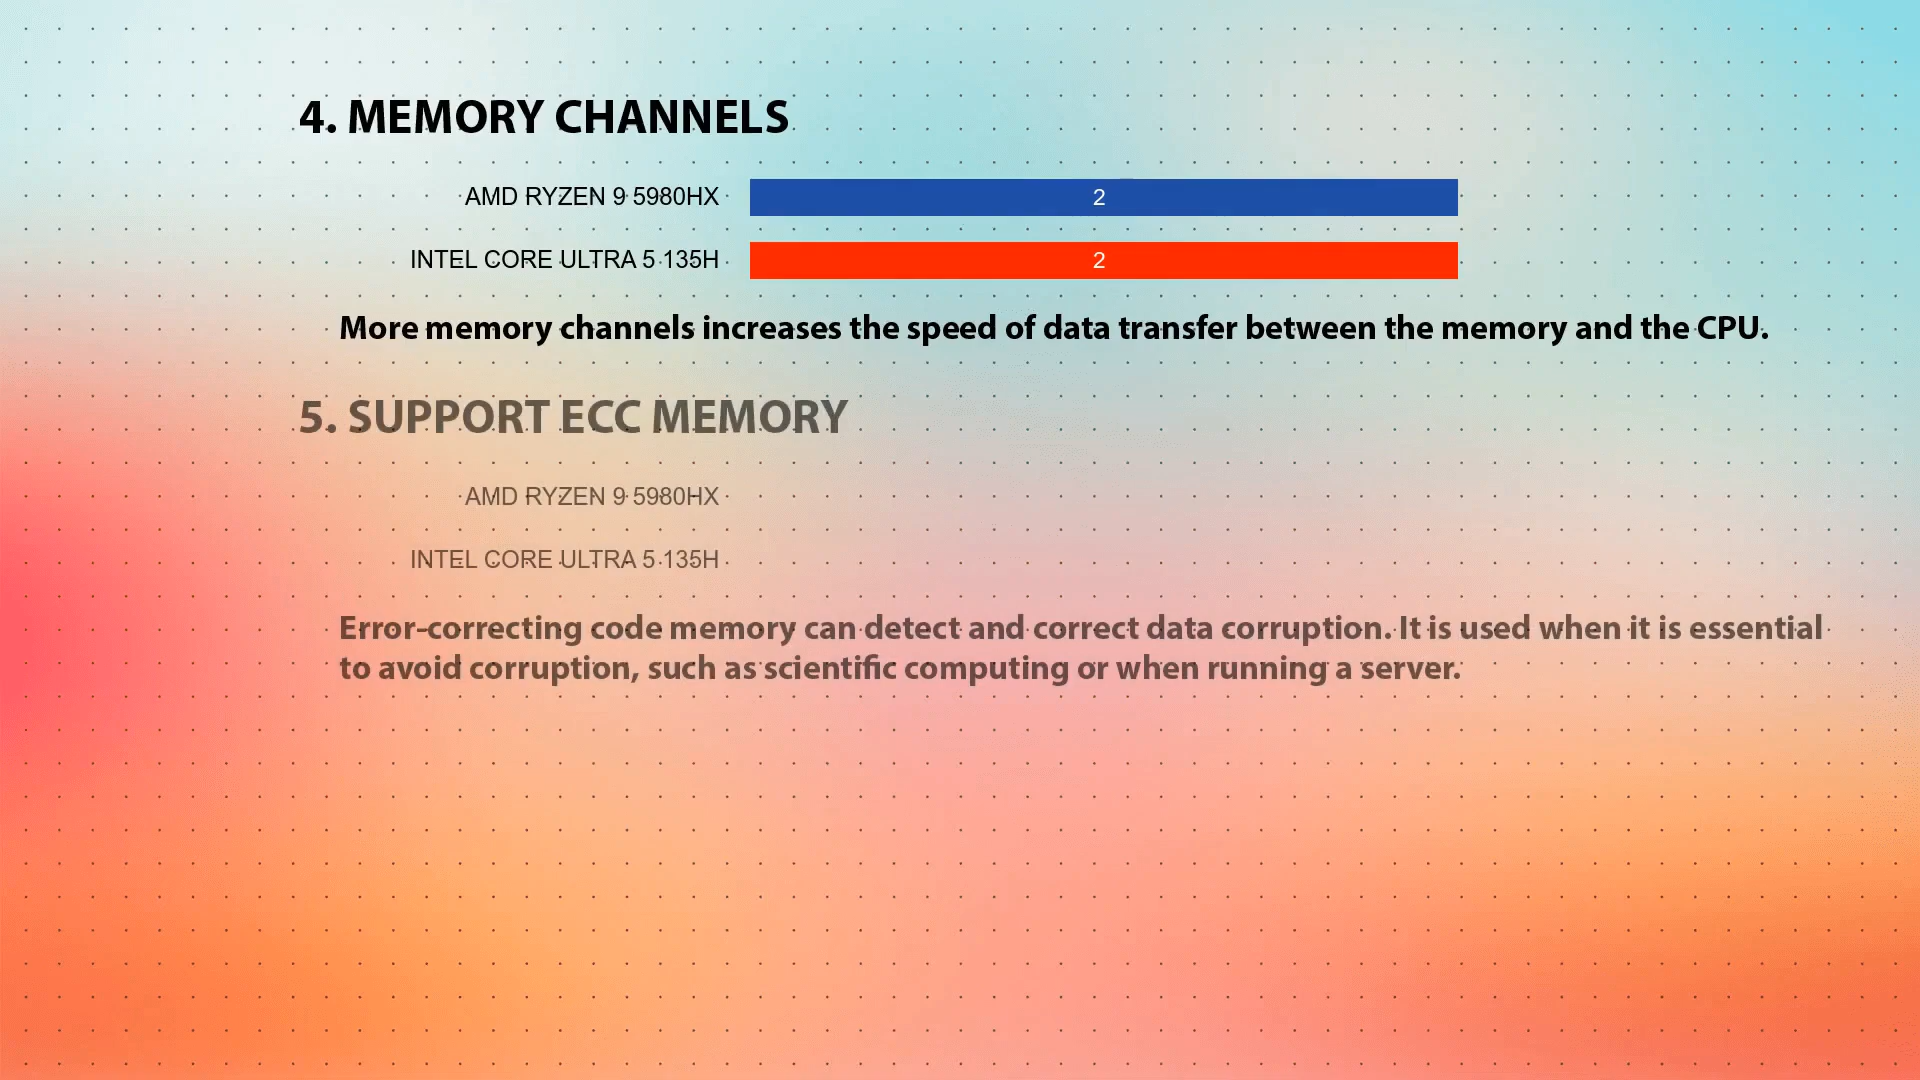 4. MEMORY CHANNELS
AMD RYZEN 9 5980HX
2
INTEL CORE ULTRA 5 135H
2
More memory channels increases the speed of data transfer between the memory and the CPU.
5. SUPPORT ECC MEMORY
AMD RYZEN 9 5980HX
INTEL CORE ULTRA 5 135H
Error-correcting code memory can detect and correct data corruption. It is used when it is essential
to avoid corruption, such as scientific computing or when running a server.